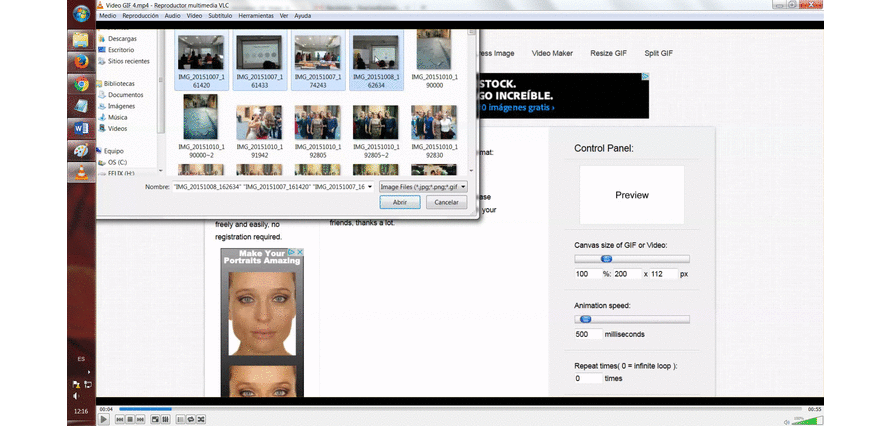 Video GIF 4.mp4 - Reproductor multimedia VLC
Medio Reproducción Audio Vídeo Subtítulo Herramientas Ver Ayuda
Descargas
Escritorio
Sitios recientes
Bibliotecas
Documentos
Imágenes
Música
Vídeos
Equipo
OS (C:)
FELIX (H:)
IMG_20151007_161420
IMG_20151007_161433
IMG_20151007_174243
IMG_20151008_162634
IMG_20151010_190000
IMG_20151010_190000~2
IMG_20151010_191942
IMG_20151010_192805
IMG_20151010_192805~2
IMG_20151010_192830
Nombre: "IMG_20151008_162634" "IMG_20151007_161420" "IMG_20151007_16
Image Files (*.jpg;*.png;*.gif
Abrir Cancelar
ress Image Video Maker Resize GIF Split GIF
STOCK.
GO INCREÍBLE.
10 imágenes gratis ›
mat:
ase
your
friends, thanks a lot.
freely and easily, no
registration required.
Make Your
Portraits Amazing
Control Panel:
Preview
Canvas size of GIF or Video:
100 %: 200 x 112 px
Animation speed:
500 milliseconds
Repeat times( 0 = infinite loop ):
0 times
ES
12:16
00:04 00:55
100%